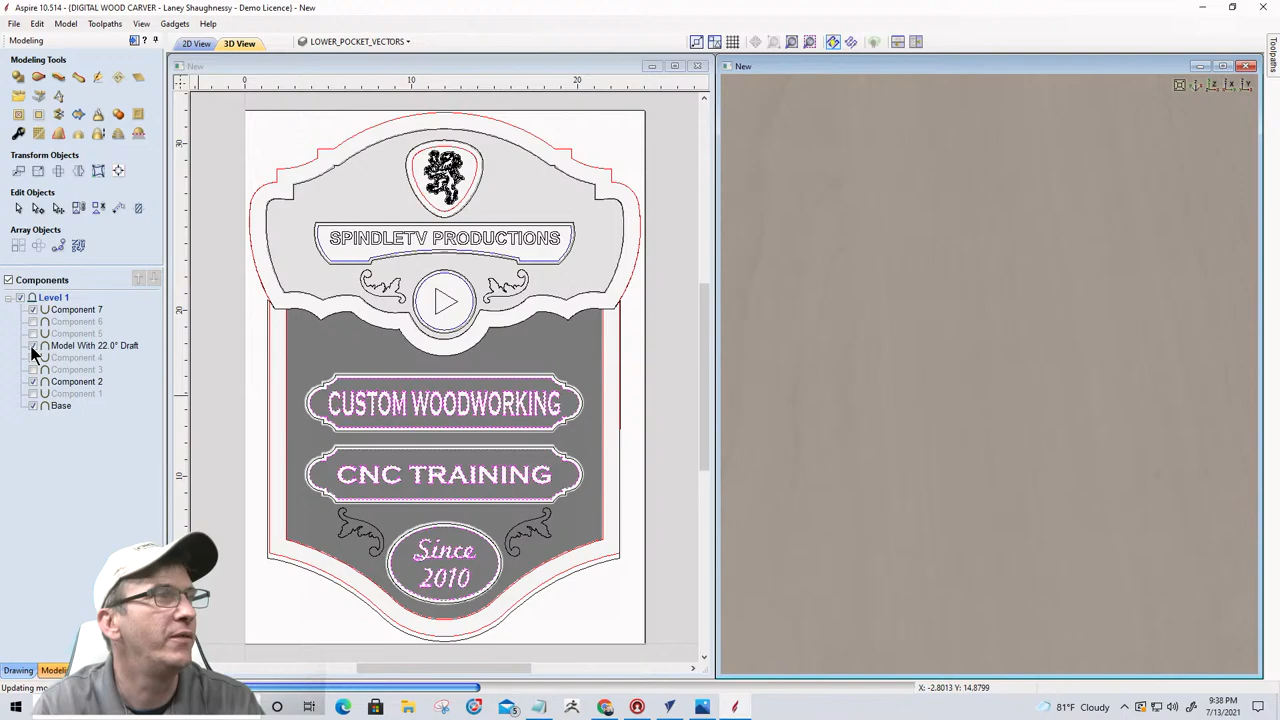 Aspire 10.514 - (DIGITAL WOOD CARVER - Laney Shaughnessy - Demo Licence) - New
File Edit Model Toolpaths View Gadgets Help
Modeling
2D View 3D View LOWER_POCKET_VECTORS
New
New
Toolpaths
Modeling Tools
Transform Objects
Edit Objects
Array Objects
Components
Level 1
Component 7
Component 6
Component 5
Model With 22.0° Draft
Component 4
Component 3
Component 2
Component 1
Base
0 10 20
30
20
10
SPINDLETV PRODUCTIONS
CUSTOM WOODWORKING
CNC TRAINING
Since
2010
Drawing
X: -2.8013 Y: 14.8799
81°F Cloudy
9:38 PM
7/13/2021